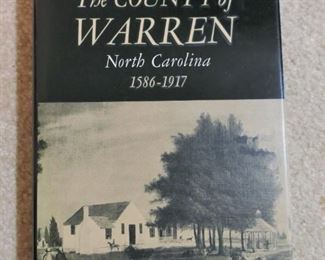 The COUNTY of
WARREN
North Carolina
1586-1917